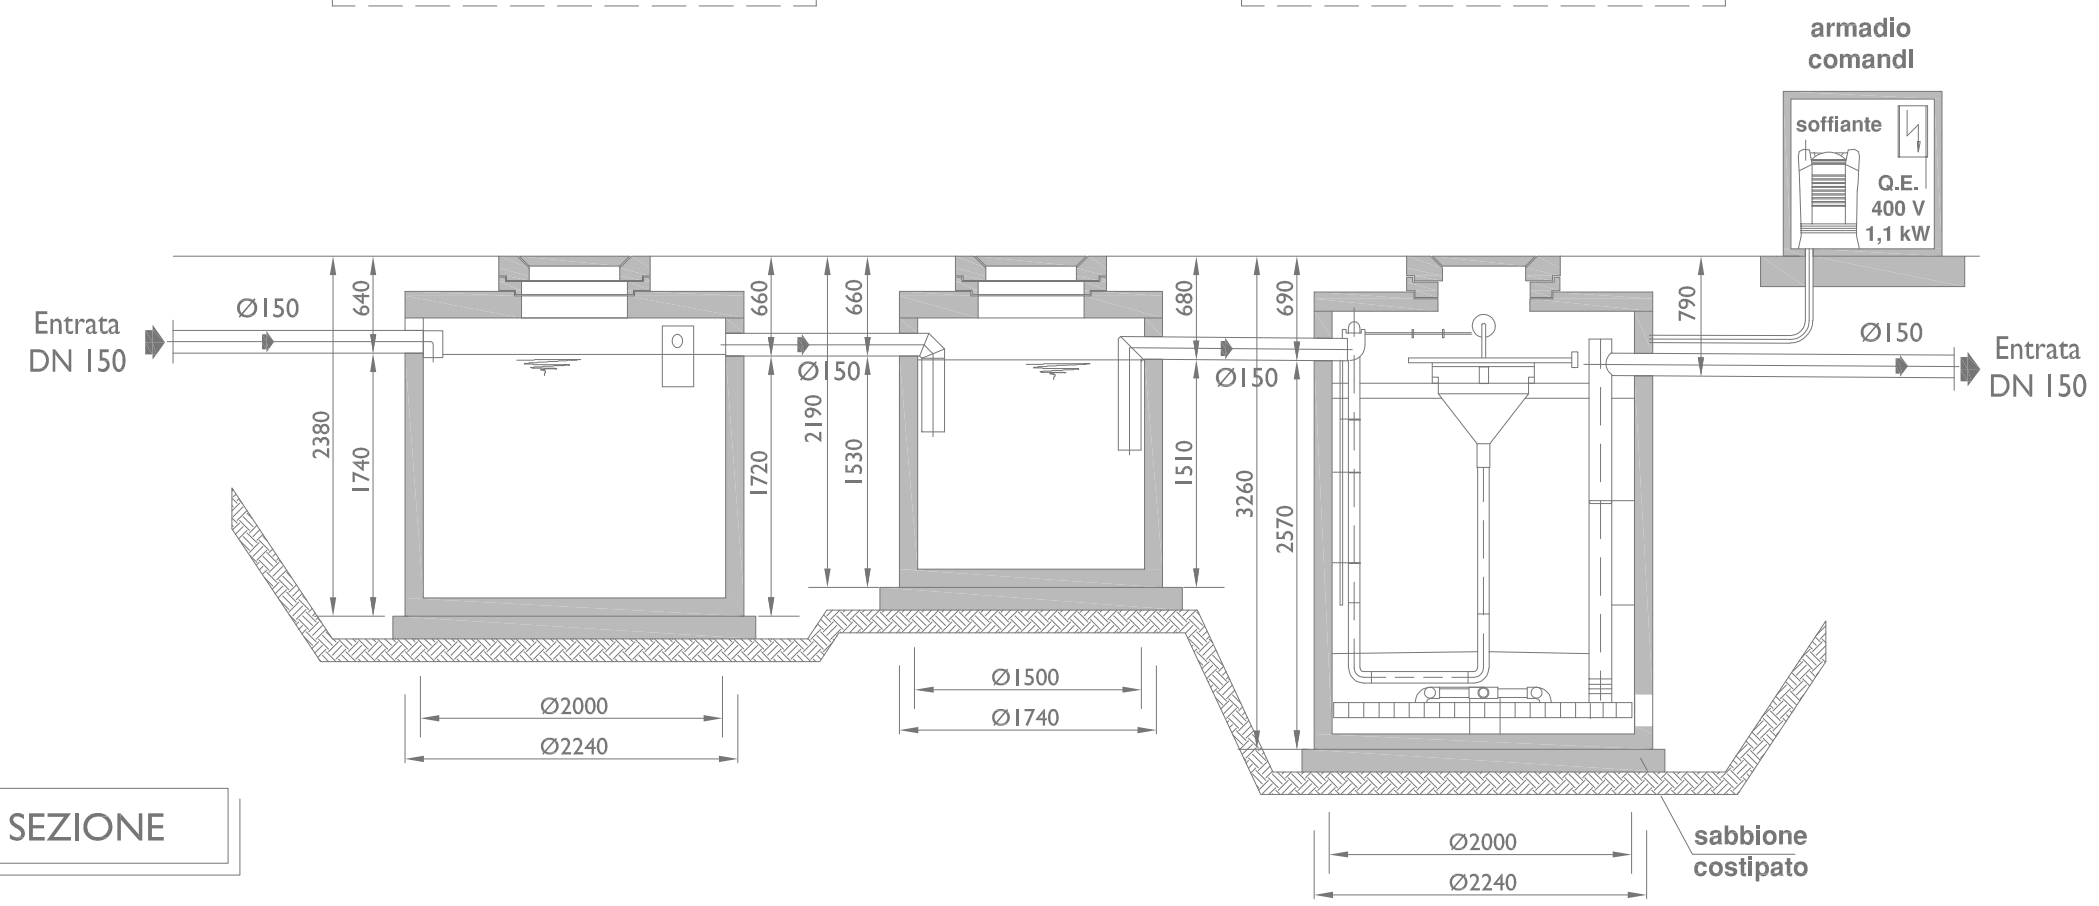 armadio
comandI
soffiante
Q.E.
400 V
1,1 kW
Entrata
DN 150
Ø150
640
2380
1740
660
1720
Ø150
2190
660
1530
680
1510
Ø150
3260
690
2570
790
Ø150
Entrata
DN 150
Ø2000
Ø2240
Ø1500
Ø1740
Ø2000
Ø2240
sabbione
costipato
SEZIONE